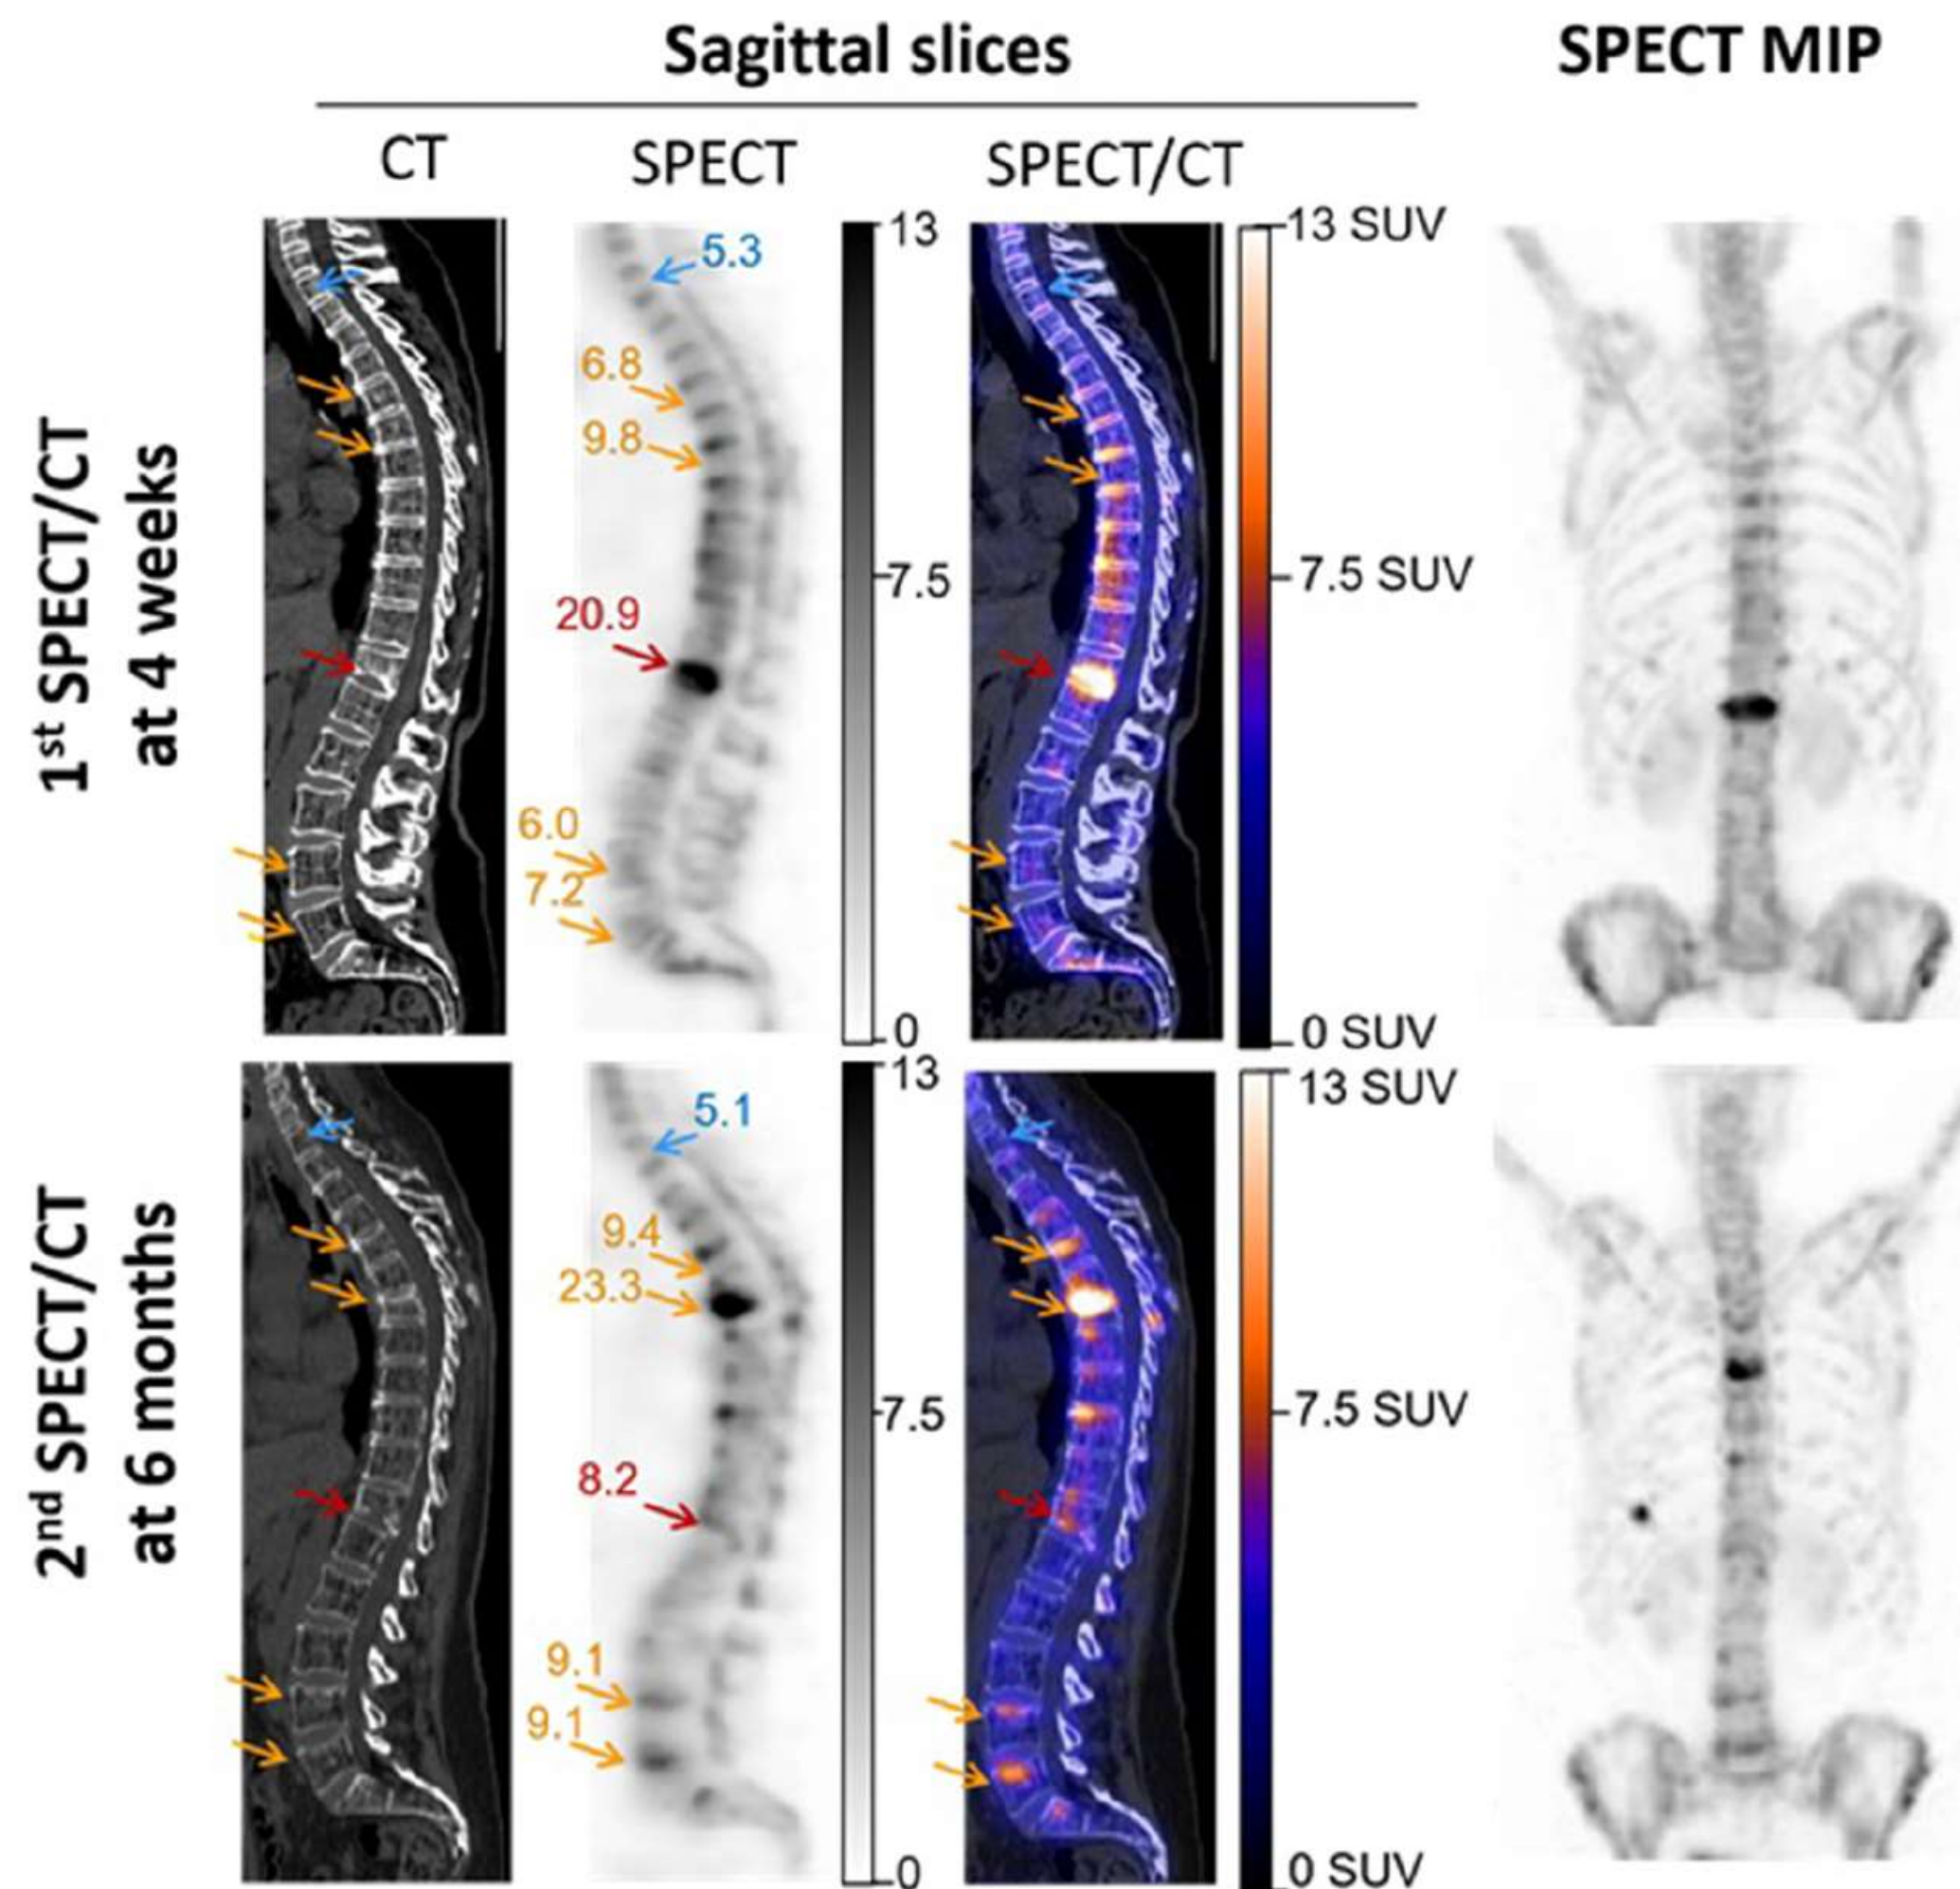 Sagittal slices
SPECT MIP
CT
SPECT
SPECT/CT
1st SPECT/CT
at 4 weeks
5.3
6.8
9.8
20.9
6.0
7.2
13
7.5
0
13 SUV
7.5 SUV
0 SUV
2nd SPECT/CT
at 6 months
5.1
9.4
23.3
8.2
9.1
9.1
13
7.5
0
13 SUV
7.5 SUV
0 SUV